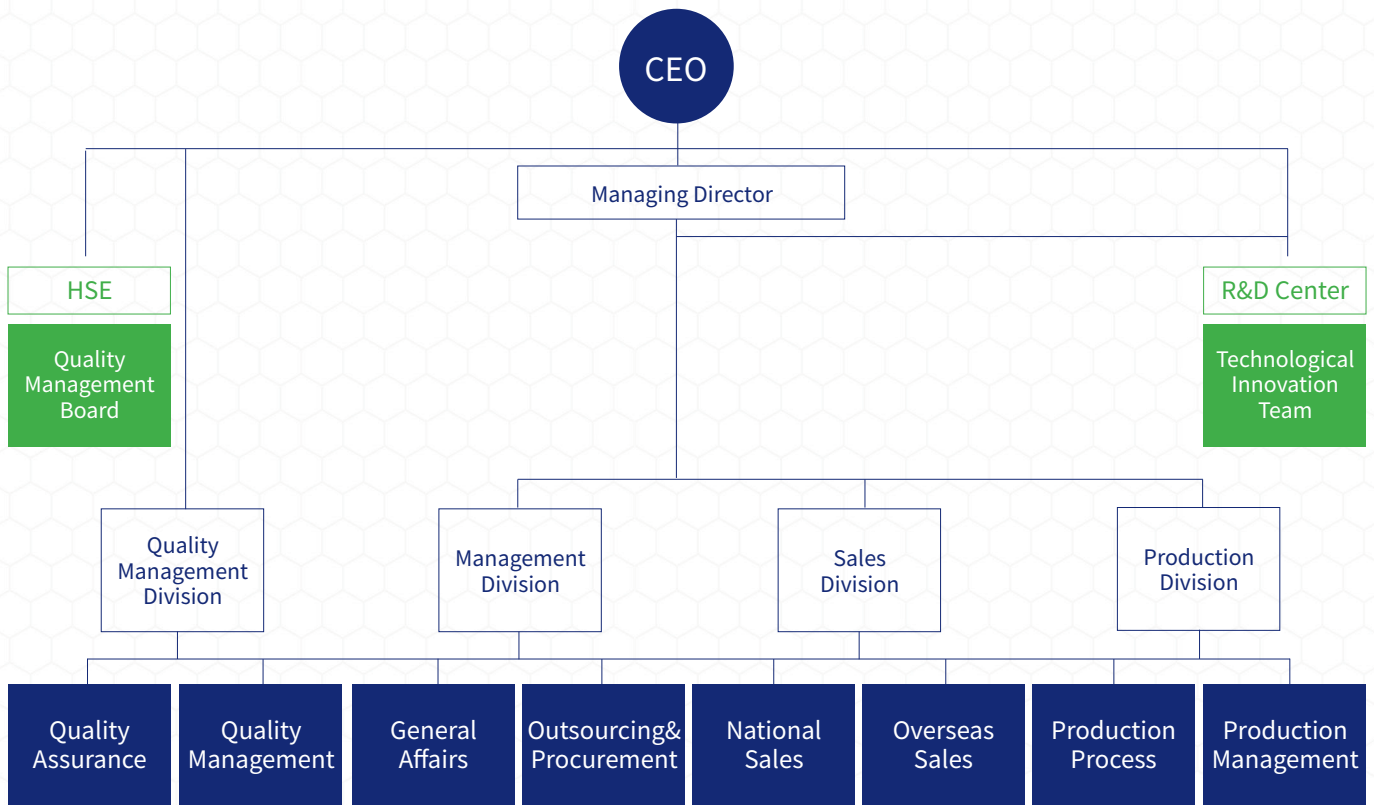 CEO
Managing Director
HSE
R&D Center
Quality
Management
Board
Technological
Innovation
Team
Quality
Management
Division
Management
Division
Sales
Division
Production
Division
Quality
Assurance
Quality
Management
General
Affairs
Outsourcing&
Procurement
National
Sales
Overseas
Sales
Production
Process
Production
Management